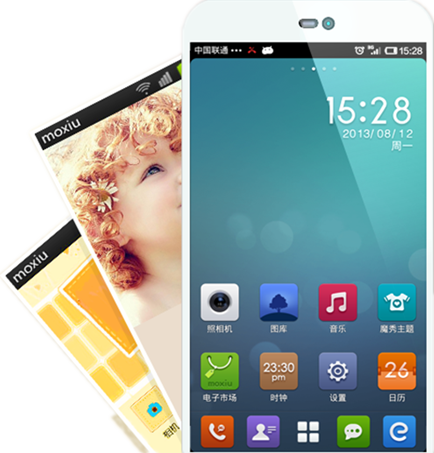 中国联通 ••• 3G 15:28
15:28
2013/08/12
周一
照相机 图库 音乐 魔秀主题
moxiu 23:30 pm 26
电子市场 时钟 设置 日历
moxiu
moxiu